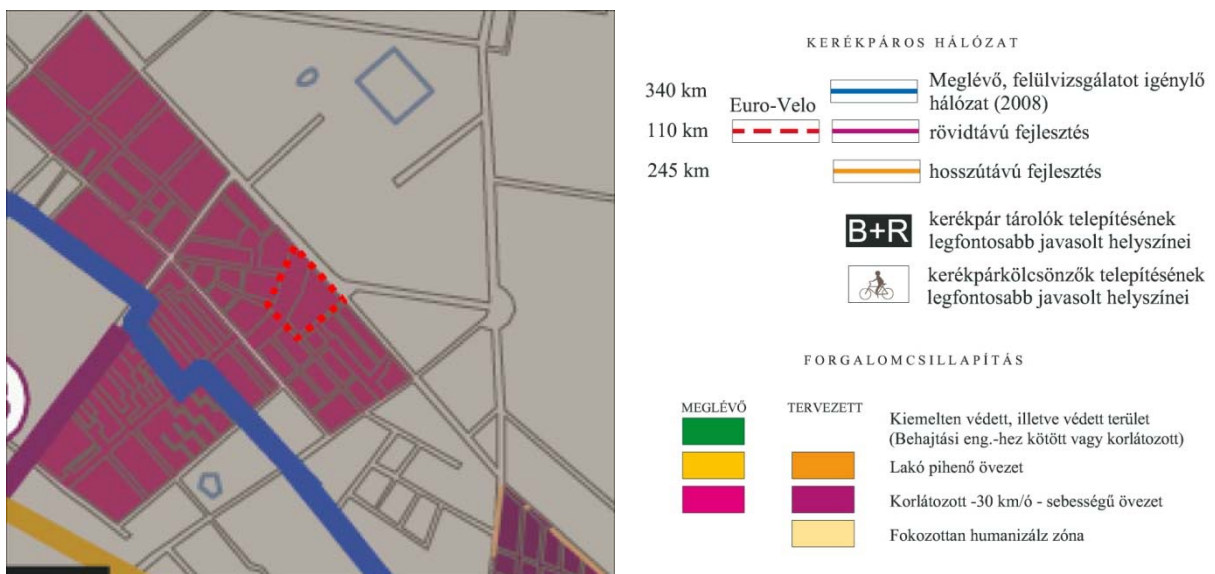 KERÉKPÁROS HÁLÓZAT
340 km
Euro-Velo
Meglévő, felülvizsgálatot igénylő
hálózat (2008)
110 km
rövidtávú fejlesztés
245 km
hosszútávú fejlesztés
B+R
kerékpár tárolók telepítésének
legfontosabb javasolt helyszínei
kerékpárkölcsönzők telepítésének
legfontosabb javasolt helyszínei
FORGALOMCSILLAPÍTÁS
MEGLÉVŐ
TERVEZETT
Kiemelten védett, illetve védett terület
(Behajtási eng.-hez kötött vagy korlátozott)
Lakó pihenő övezet
Korlátozott -30 km/ó - sebességű övezet
Fokozottan humanizálz zóna